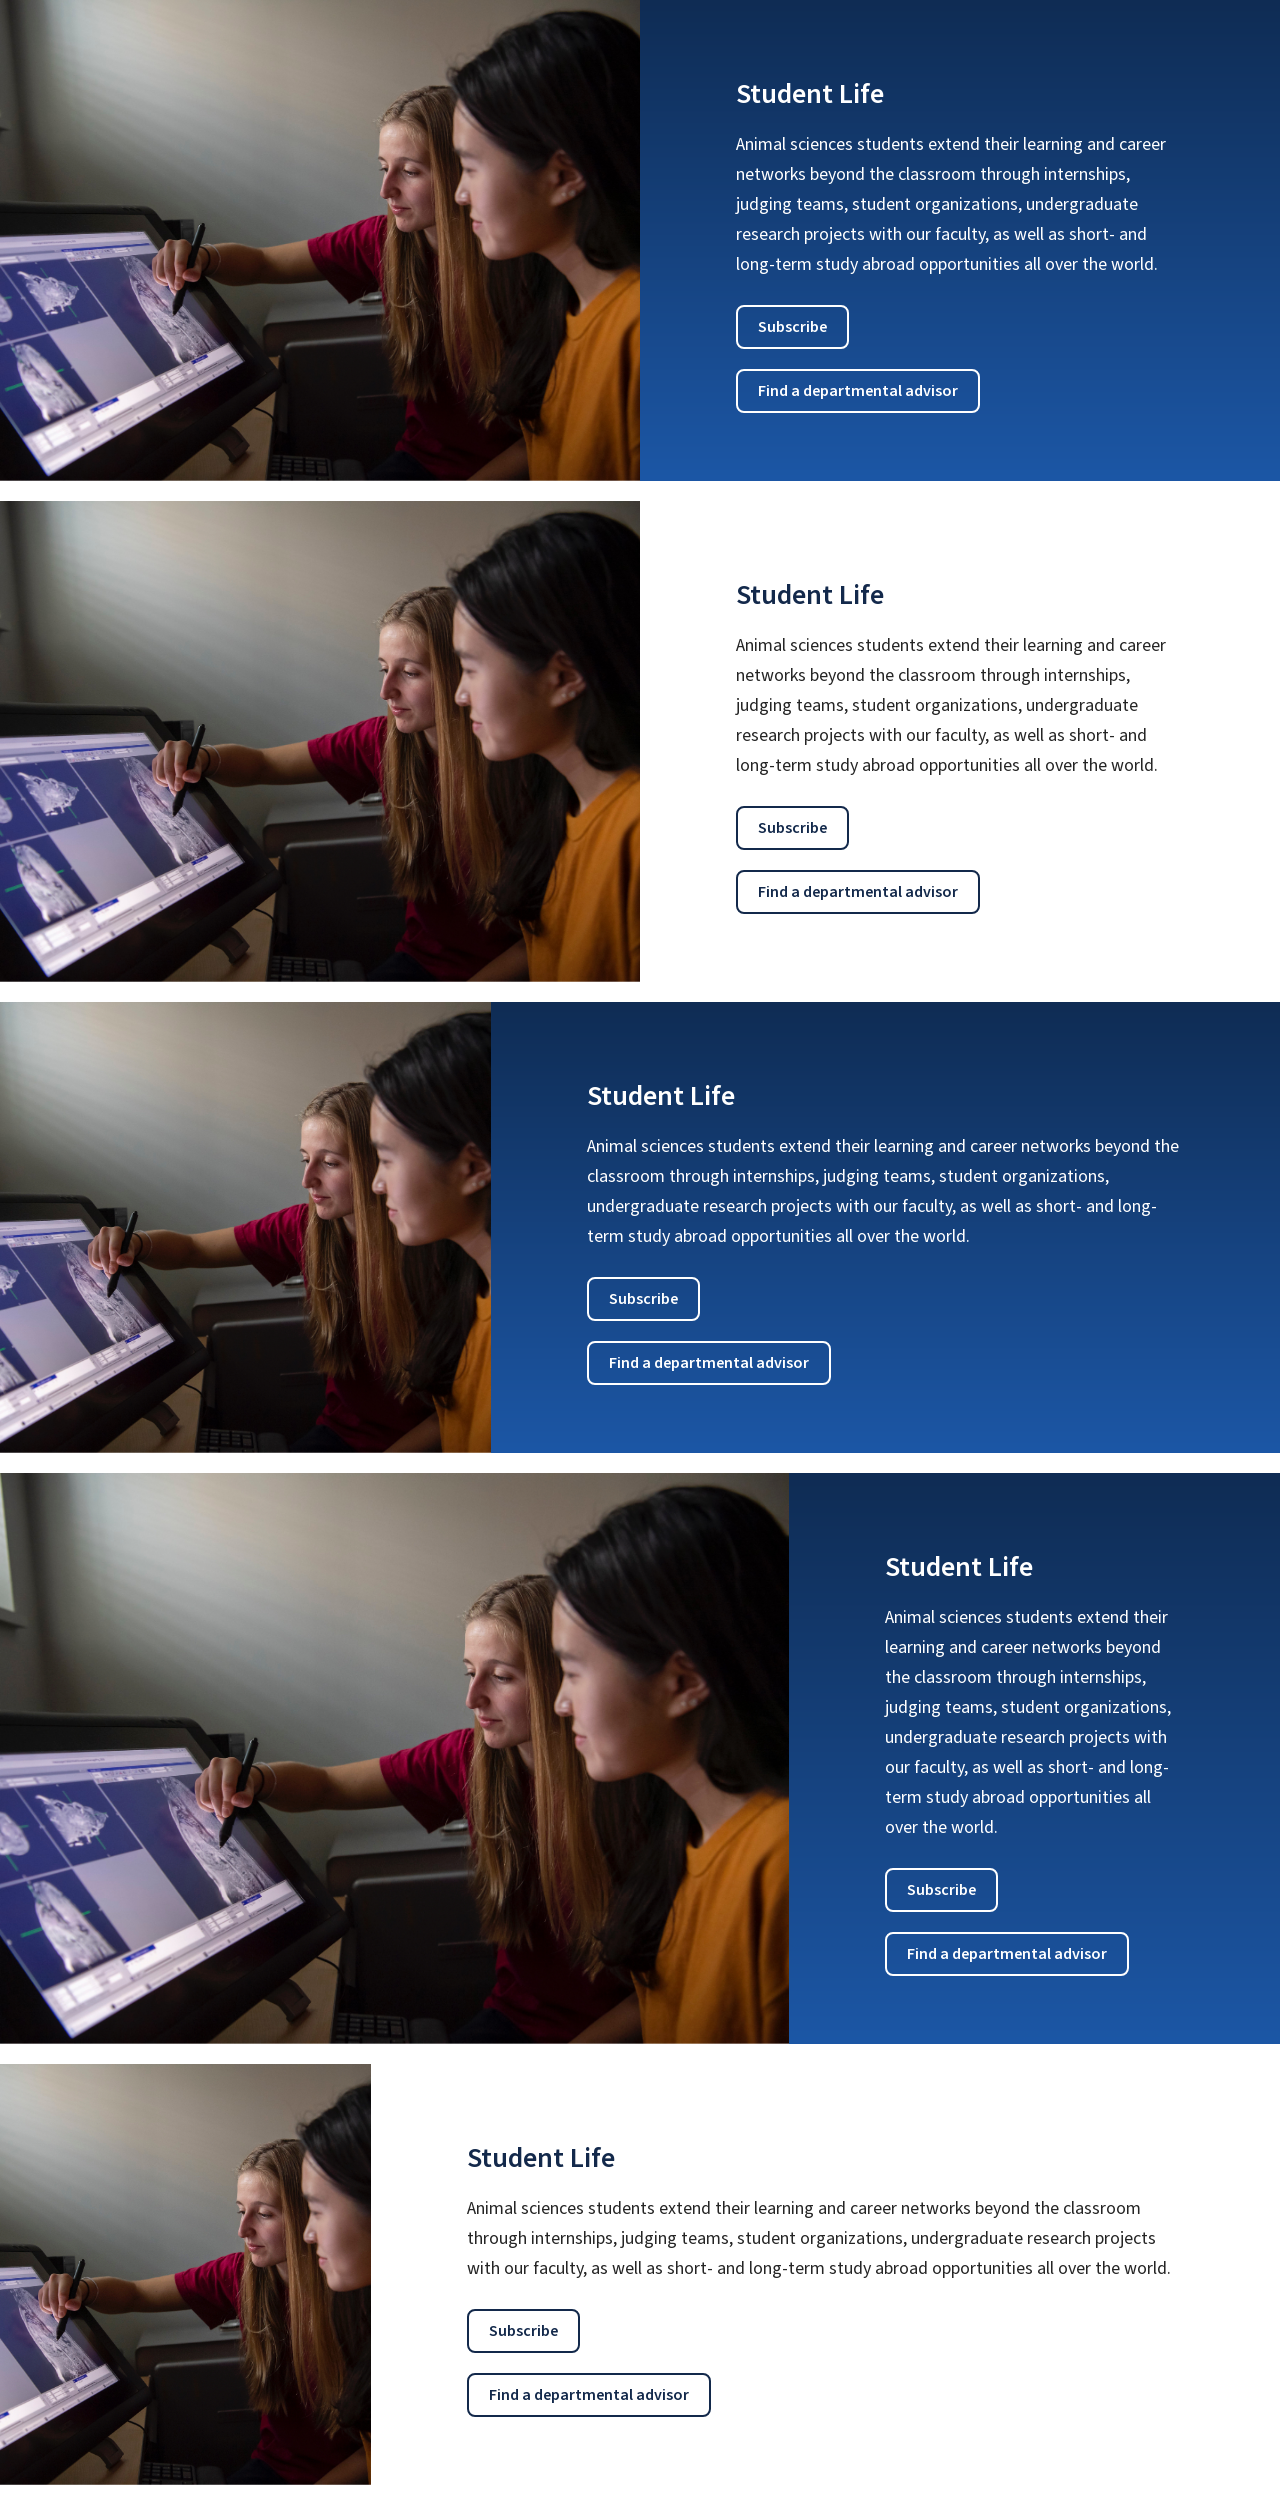 Student Life
Animal sciences students extend their learning and career
networks beyond the classroom through internships,
judging teams, student organizations, undergraduate
research projects with our faculty, as well as short- and
long-term study abroad opportunities all over the world.
Subscribe
Find a departmental advisor
Student Life
Animal sciences students extend their learning and career
networks beyond the classroom through internships,
judging teams, student organizations, undergraduate
research projects with our faculty, as well as short- and
long-term study abroad opportunities all over the world.
Subscribe
Find a departmental advisor
Student Life
Animal sciences students extend their learning and career networks beyond the
classroom through internships, judging teams, student organizations,
undergraduate research projects with our faculty, as well as short- and long-
term study abroad opportunities all over the world.
Subscribe
Find a departmental advisor
Student Life
Animal sciences students extend their
learning and career networks beyond
the classroom through internships,
judging teams, student organizations,
undergraduate research projects with
our faculty, as well as short- and long-
term study abroad opportunities all
over the world.
Subscribe
Find a departmental advisor
Student Life
Animal sciences students extend their learning and career networks beyond the classroom
through internships, judging teams, student organizations, undergraduate research projects
with our faculty, as well as short- and long-term study abroad opportunities all over the world.
Subscribe
Find a departmental advisor